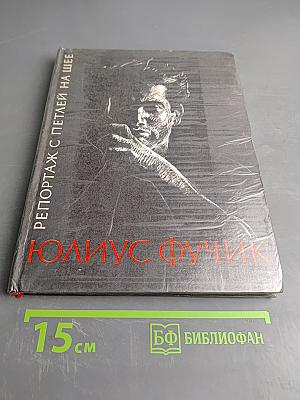 РЕПОРТАЖ С ПЕТЛЕЙ НА ШЕЕ
ЮЛИУС ФУЧИК
15 см
БФ БИБЛИОФАН